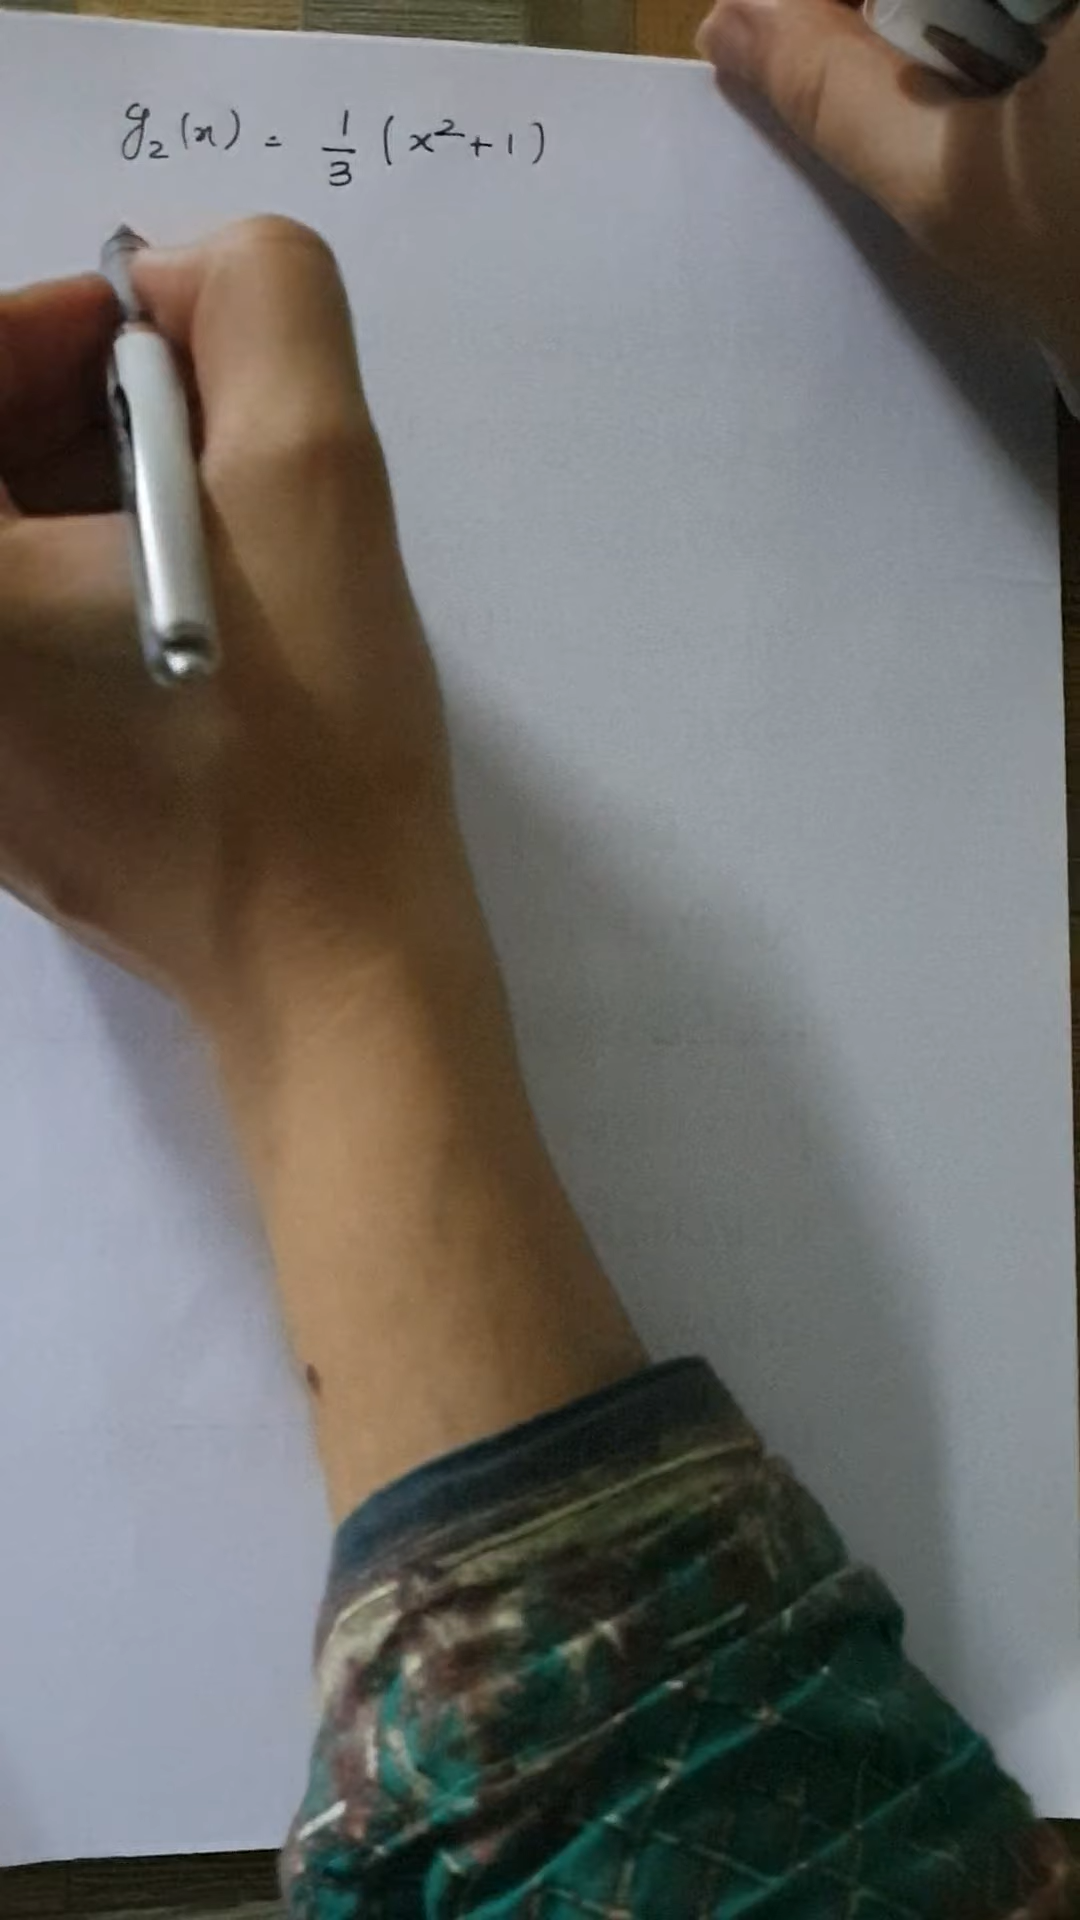 g₂(x) = 1/3 (x²+1)